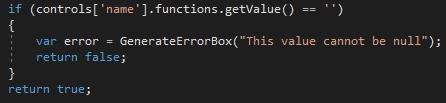 if (controls['name'].functions.getValue() == '')
{
    var error = GenerateErrorBox("This value cannot be null");
    return false;
}
return true;